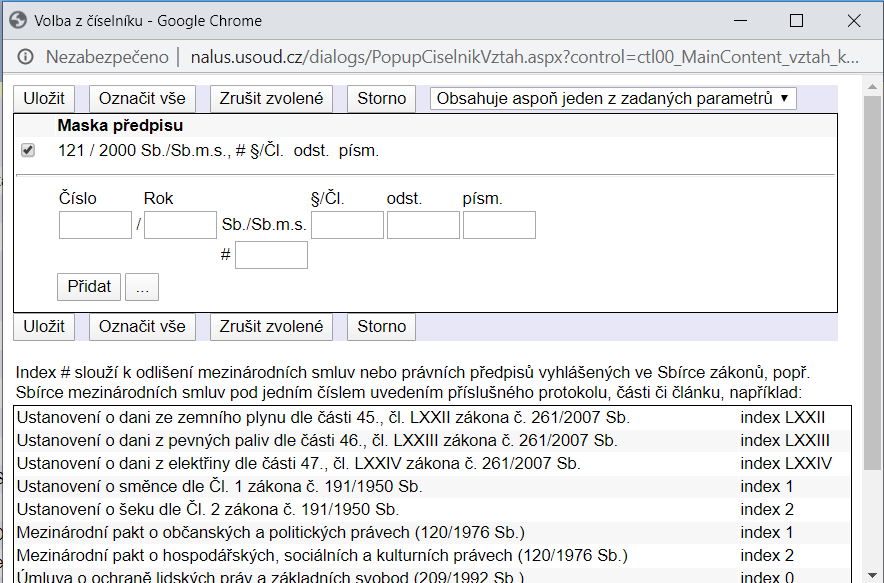 Volba z číselníku - Google Chrome
Nezabezpečeno | nalus.usoud.cz/dialogs/PopupCiselnikVztah.aspx?control=ctl00_MainContent_vztah_k...
Uložit Označit vše Zrušit zvolené Storno Obsahuje aspoň jeden z zadaných parametrů
Maska předpisu
121 / 2000 Sb./Sb.m.s., # §/Čl. odst. písm.
Číslo Rok §/Čl. odst. písm.
/ Sb./Sb.m.s.
#
Přidat ...
Uložit Označit vše Zrušit zvolené Storno
Index # slouží k odlišení mezinárodních smluv nebo právních předpisů vyhlášených ve Sbírce zákonů, popř.
Sbírce mezinárodních smluv pod jedním číslem uvedením příslušného protokolu, části či článku, například:
Ustanovení o dani ze zemního plynu dle části 45., čl. LXXII zákona č. 261/2007 Sb. index LXXII
Ustanovení o dani z pevných paliv dle části 46., čl. LXXIII zákona č. 261/2007 Sb. index LXXIII
Ustanovení o dani z elektřiny dle části 47., čl. LXXIV zákona č. 261/2007 Sb. index LXXIV
Ustanovení o směnce dle Čl. 1 zákona č. 191/1950 Sb. index 1
Ustanovení o šeku dle Čl. 2 zákona č. 191/1950 Sb. index 2
Mezinárodní pakt o občanských a politických právech (120/1976 Sb.) index 1
Mezinárodní pakt o hospodářských, sociálních a kulturních právech (120/1976 Sb.) index 2
Úmluva o ochraně lidských práv a základních svobod (209/1992 Sb.) index 0